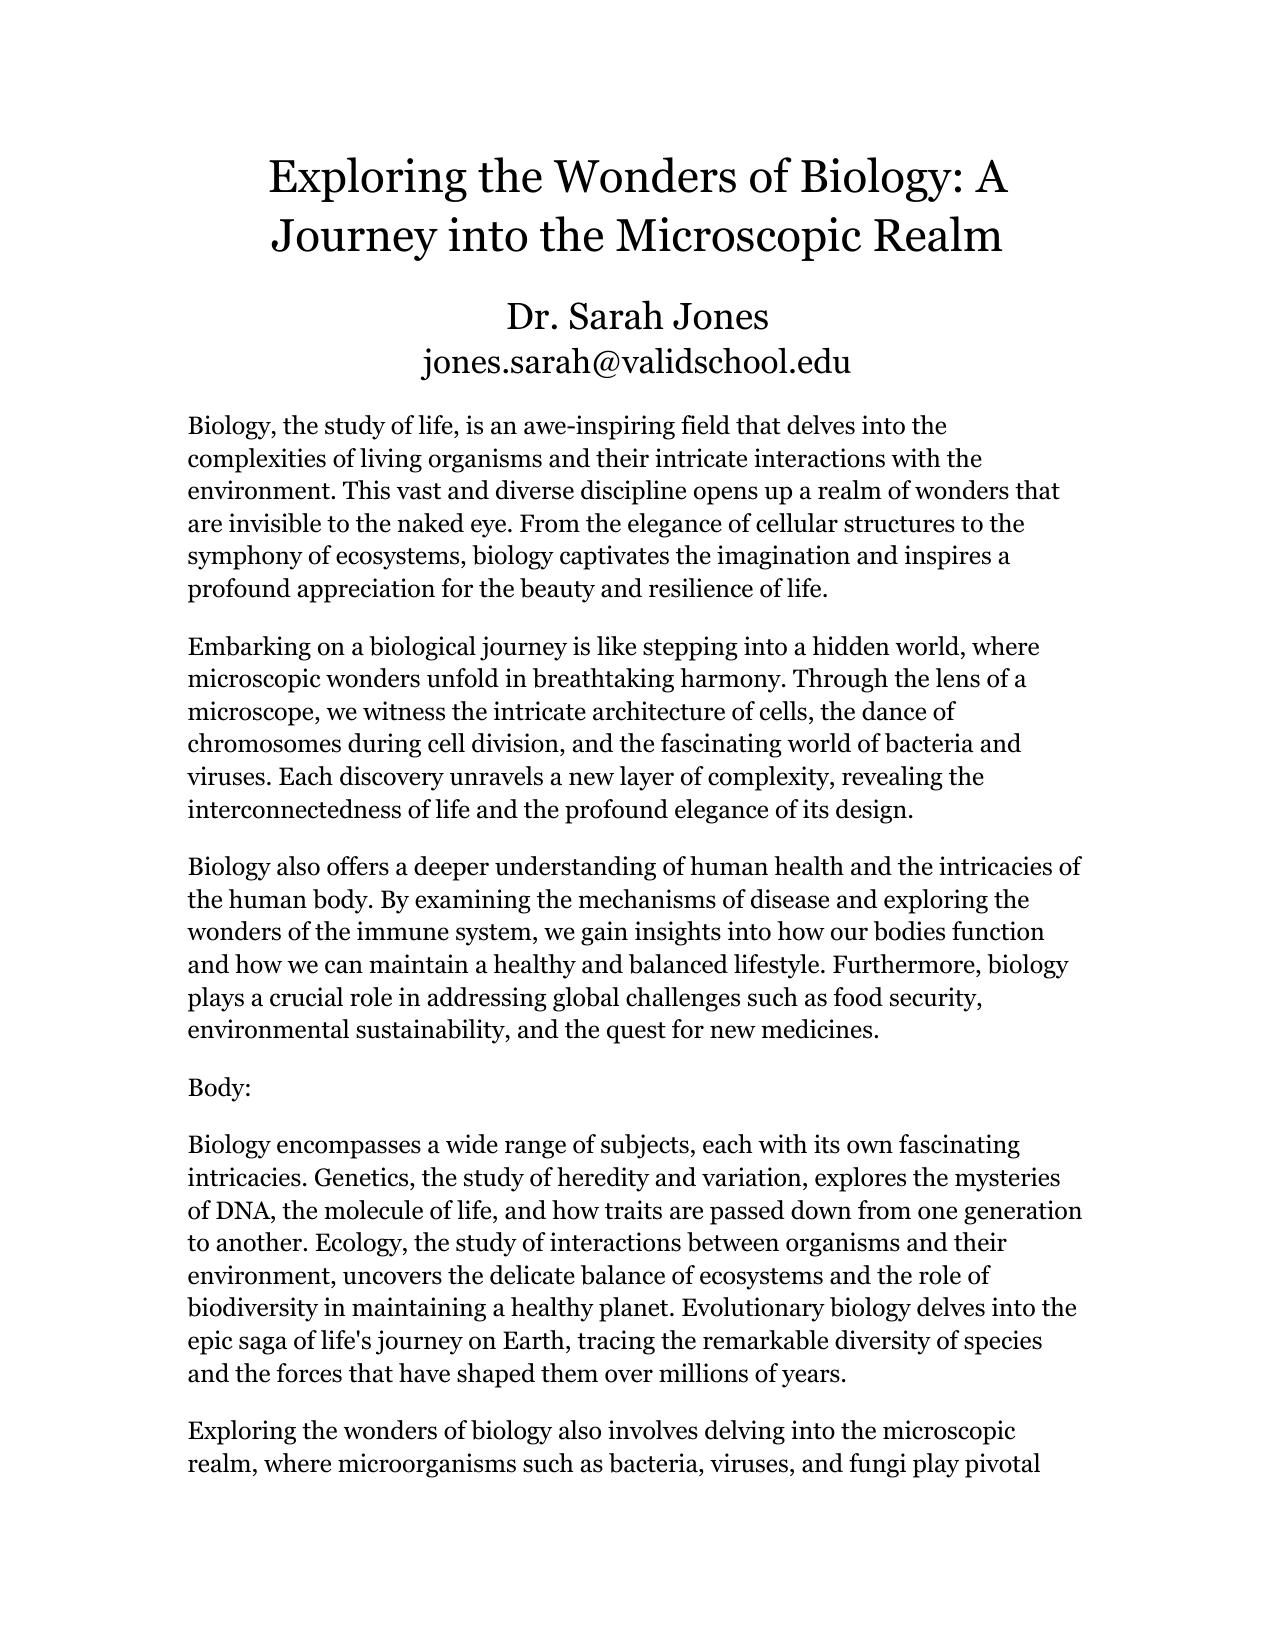 Exploring the Wonders of Biology: A
Journey into the Microscopic Realm
Dr. Sarah Jones
jones.sarah@validschool.edu
Biology, the study of life, is an awe-inspiring field that delves into the
complexities of living organisms and their intricate interactions with the
environment. This vast and diverse discipline opens up a realm of wonders that
are invisible to the naked eye. From the elegance of cellular structures to the
symphony of ecosystems, biology captivates the imagination and inspires a
profound appreciation for the beauty and resilience of life.
Embarking on a biological journey is like stepping into a hidden world, where
microscopic wonders unfold in breathtaking harmony. Through the lens of a
microscope, we witness the intricate architecture of cells, the dance of
chromosomes during cell division, and the fascinating world of bacteria and
viruses. Each discovery unravels a new layer of complexity, revealing the
interconnectedness of life and the profound elegance of its design.
Biology also offers a deeper understanding of human health and the intricacies of
the human body. By examining the mechanisms of disease and exploring the
wonders of the immune system, we gain insights into how our bodies function
and how we can maintain a healthy and balanced lifestyle. Furthermore, biology
plays a crucial role in addressing global challenges such as food security,
environmental sustainability, and the quest for new medicines.
Body:
Biology encompasses a wide range of subjects, each with its own fascinating
intricacies. Genetics, the study of heredity and variation, explores the mysteries
of DNA, the molecule of life, and how traits are passed down from one generation
to another. Ecology, the study of interactions between organisms and their
environment, uncovers the delicate balance of ecosystems and the role of
biodiversity in maintaining a healthy planet. Evolutionary biology delves into the
epic saga of life's journey on Earth, tracing the remarkable diversity of species
and the forces that have shaped them over millions of years.
Exploring the wonders of biology also involves delving into the microscopic
realm, where microorganisms such as bacteria, viruses, and fungi play pivotal